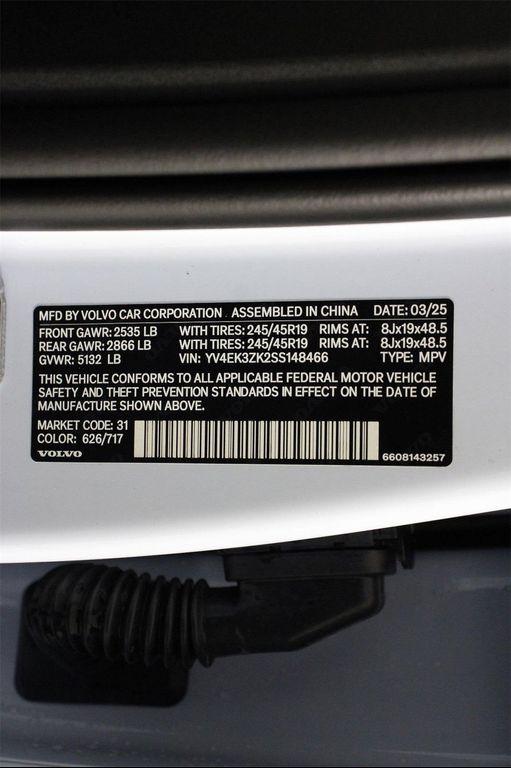 MFD BY VOLVO CAR CORPORATION ASSEMBLED IN CHINA DATE: 03/25
FRONT GAWR: 2535 LB WITH TIRES: 245/45R19 RIMS AT: 8Jx19x48.5
REAR GAWR: 2866 LB WITH TIRES: 245/45R19 RIMS AT: 8Jx19x48.5
GVWR: 5132 LB VIN: YV4EK3ZK2SS148466 TYPE: MPV
THIS VEHICLE CONFORMS TO ALL APPLICABLE FEDERAL MOTOR VEHICLE
SAFETY AND THEFT PREVENTION STANDARDS IN EFFECT ON THE DATE OF
MANUFACTURE SHOWN ABOVE.
MARKET CODE: 31
COLOR: 626/717
VOLVO 6608143257